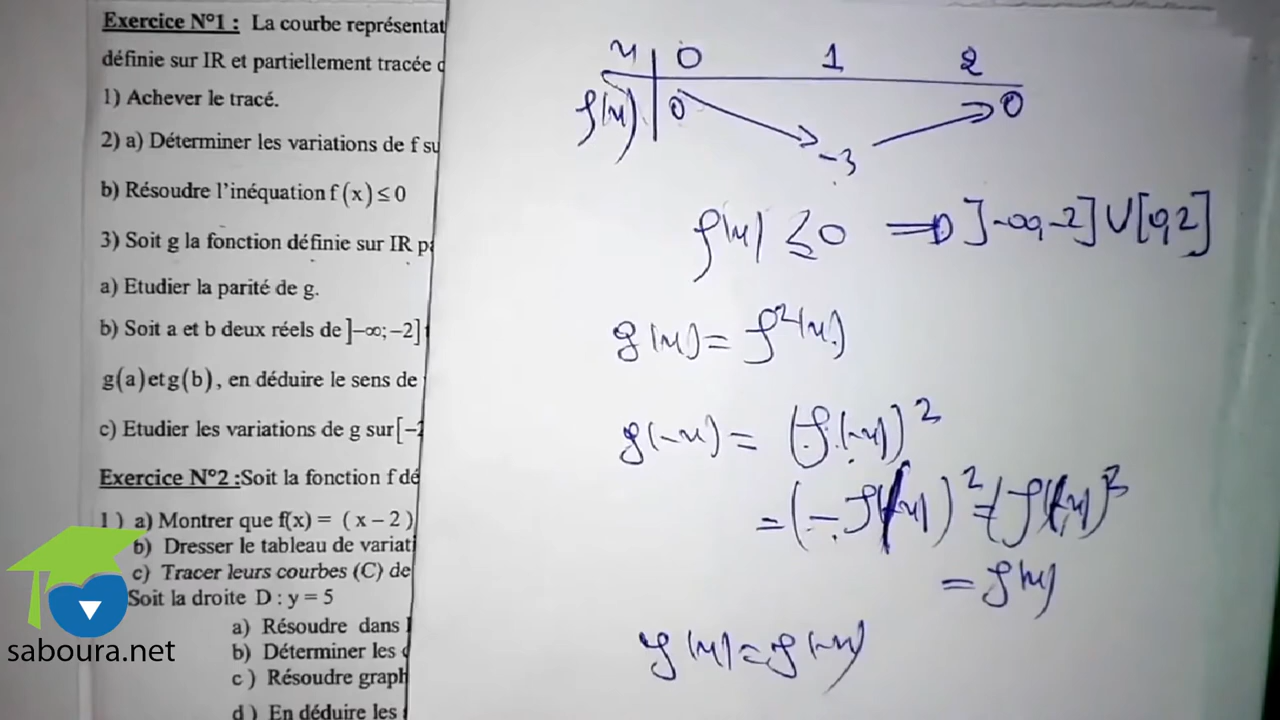 Exercice N°1 : La courbe représentat
définie sur IR et partiellement tracée
1) Achever le tracé.
2) a) Déterminer les variations de f su
b) Résoudre l'inéquation f(x) ≤ 0
3) Soit g la fonction définie sur IR pa
a) Etudier la parité de g.
b) Soit a et b deux réels de ]-∞;-2]
g(a) et g(b), en déduire le sens de
c) Etudier les variations de g sur [-2
Exercice N°2 :Soit la fonction f dé
1) a) Montrer que f(x) = (x – 2)
b) Dresser le tableau de variati
c) Tracer leurs courbes (C) de
Soit la droite D : y = 5
a) Résoudre dans
b) Déterminer les
c) Résoudre graph
d) En déduire les
x 0 1 2
f(x) 0 -3 0
f(x) ≤ 0 ⇒ ]-∞,-2] U [0,2]
g(x) = f²(x)
g(-x) = (f(-x))²
= (-f(x))² = (f(x))²
= g(x)
g(x) = g(-x)
saboura.net